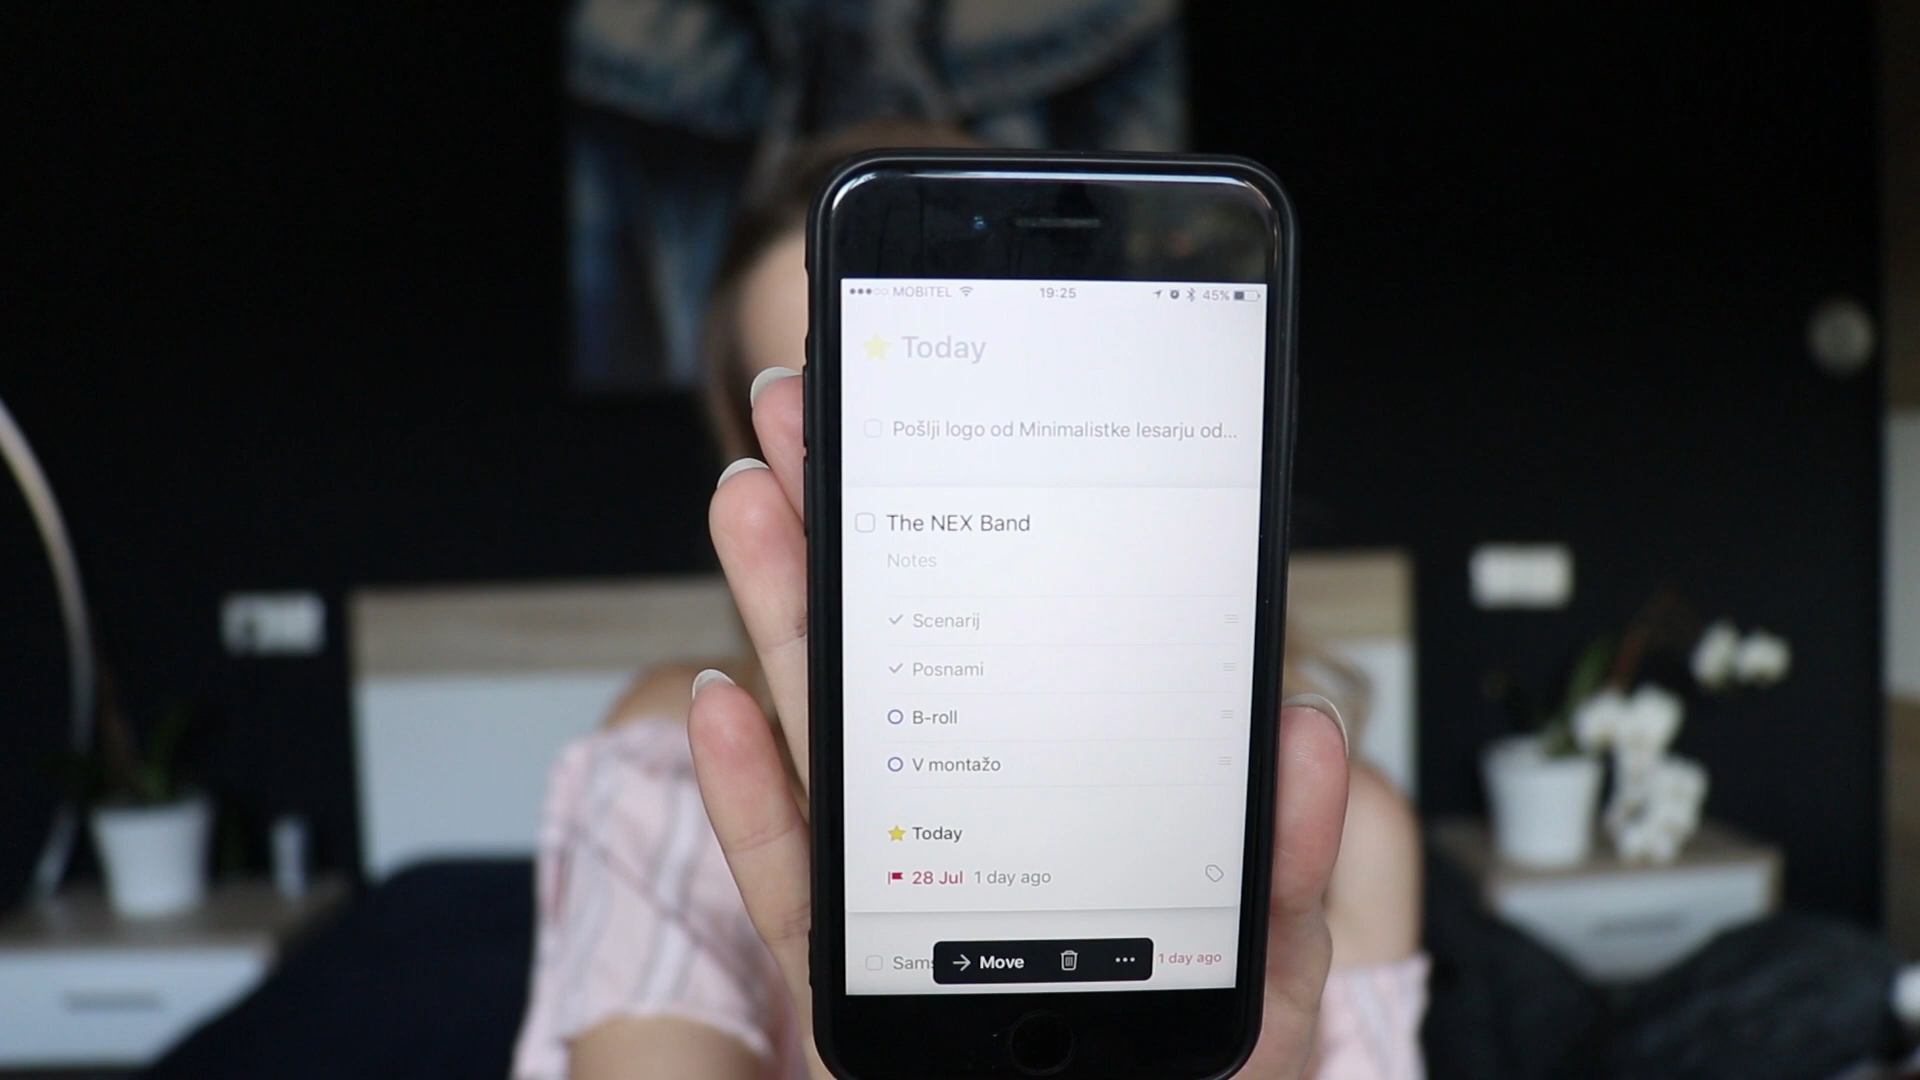 MOBITEL 19:25 45%
Today
Pošlji logo od Minimalistke lesarju od...
The NEX Band
Notes
Scenarij
Posnami
B-roll
V montažo
Today
28 Jul 1 day ago
Sams Move ... 1 day ago